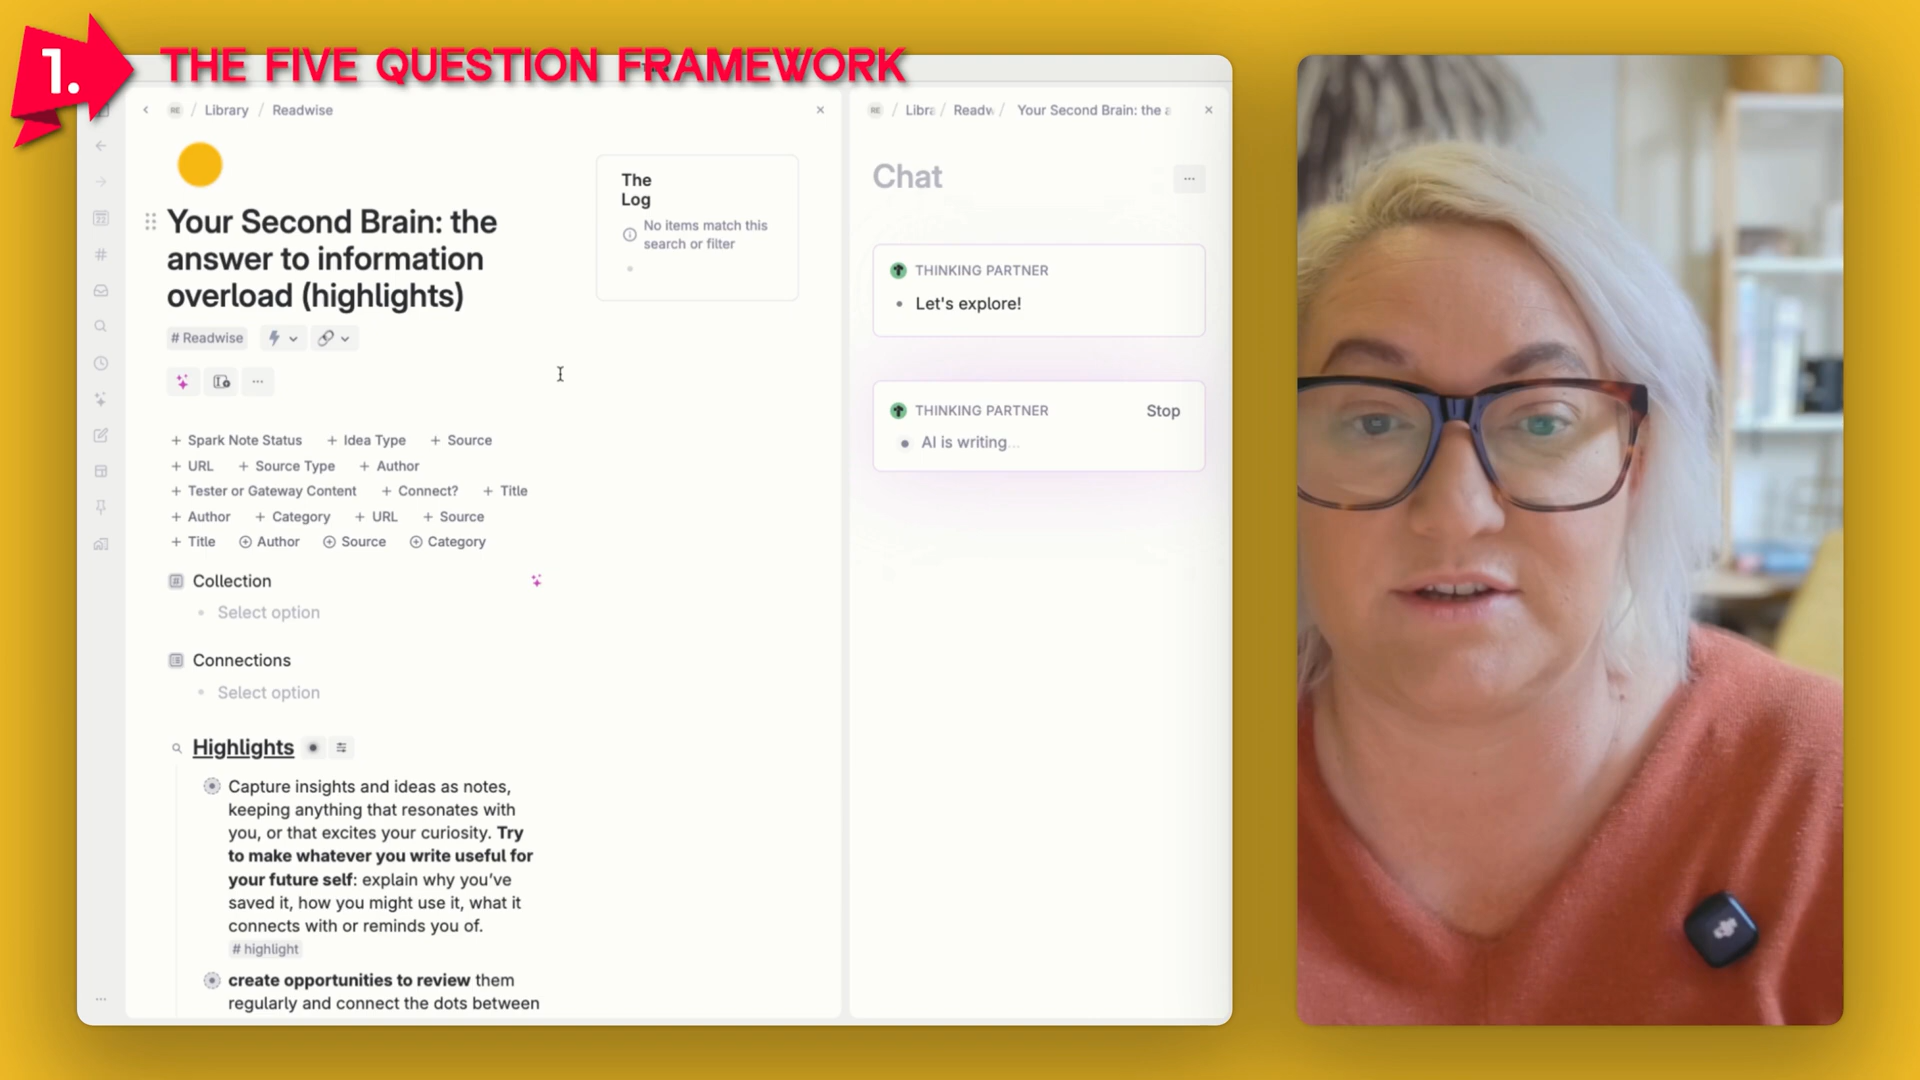 1.
THE FIVE QUESTION FRAMEWORK
RE / Library / Readwise
Your Second Brain: the
answer to information
overload (highlights)
# Readwise
The
Log
No items match this
search or filter
+ Spark Note Status + Idea Type + Source
+ URL + Source Type + Author
+ Tester or Gateway Content + Connect? + Title
+ Author + Category + URL + Source
+ Title Author Source Category
Collection
Select option
Connections
Select option
Highlights
Capture insights and ideas as notes,
keeping anything that resonates with
you, or that excites your curiosity. Try
to make whatever you write useful for
your future self: explain why you’ve
saved it, how you might use it, what it
connects with or reminds you of.
# highlight
create opportunities to review them
regularly and connect the dots between
RE / Libra / Readw / Your Second Brain: the a
Chat
THINKING PARTNER
Let's explore!
THINKING PARTNER Stop
AI is writing...